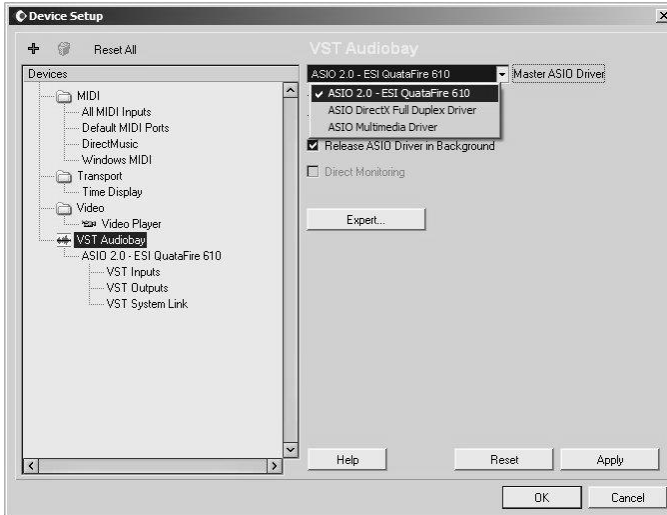 Device Setup
Reset All
VST Audiobay
Devices
MIDI
All MIDI Inputs
Default MIDI Ports
DirectMusic
Windows MIDI
Transport
Time Display
Video
Video Player
VST Audiobay
ASIO 2.0 - ESI QuataFire 610
VST Inputs
VST Outputs
VST System Link
ASIO 2.0 - ESI QuataFire 610 Master ASIO Driver
ASIO 2.0 - ESI QuataFire 610
ASIO DirectX Full Duplex Driver
ASIO Multimedia Driver
Release ASIO Driver in Background
Direct Monitoring
Expert...
Help Reset Apply
OK Cancel